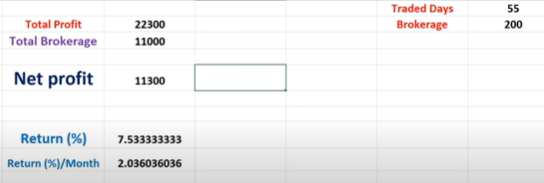 Traded Days 55
Total Profit 22300 Brokerage 200
Total Brokerage 11000
Net profit 11300
Return (%) 7.533333333
Return (%)/Month 2.036036036